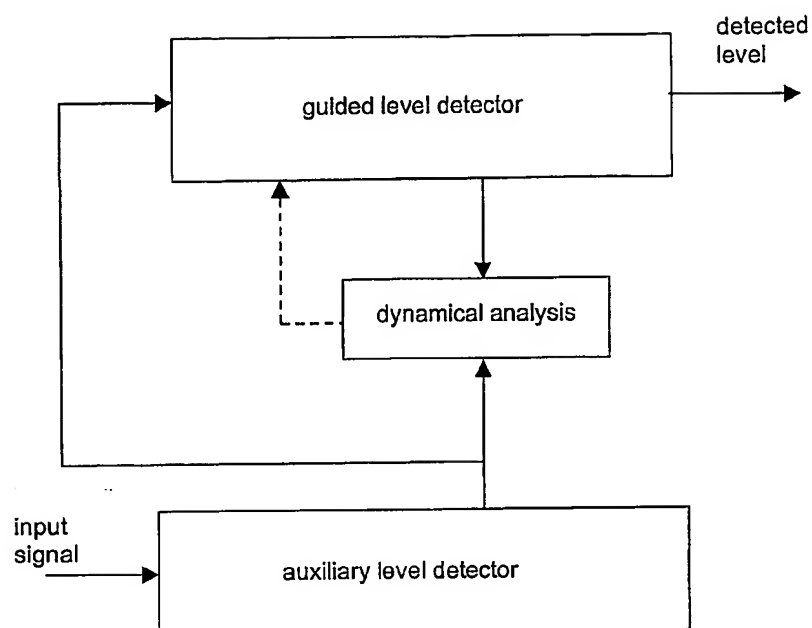 detected
level
guided level detector
dynamical analysis
input
signal
auxiliary level detector